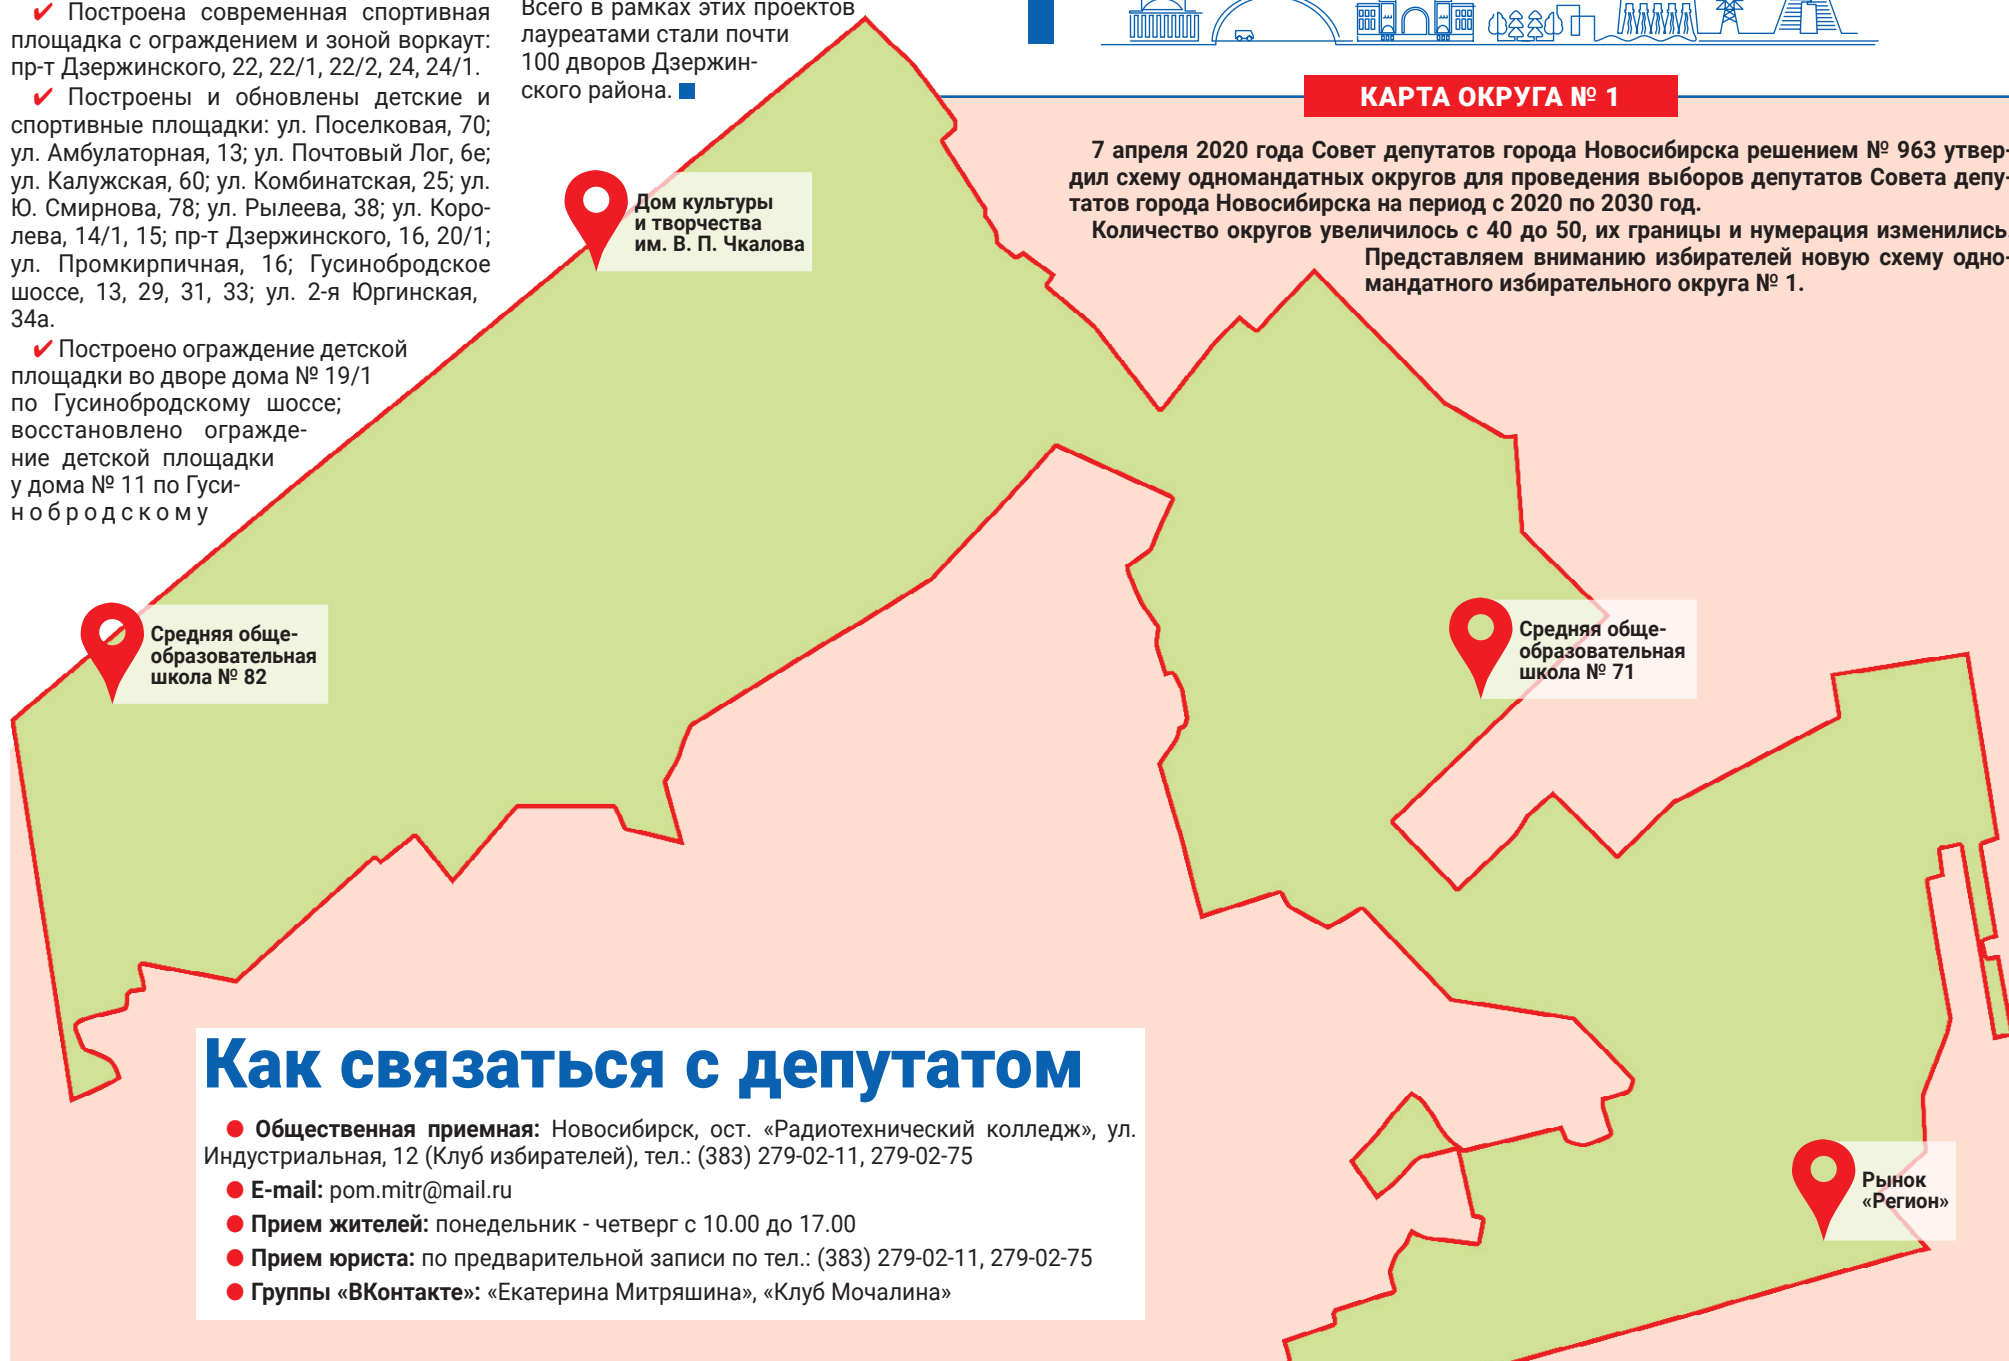 ✔ Построена современная спортивная
площадка с ограждением и зоной воркаут:
пр-т Дзержинского, 22, 22/1, 22/2, 24, 24/1.
✔ Построены и обновлены детские и
спортивные площадки: ул. Поселковая, 70;
ул. Амбулаторная, 13; ул. Почтовый Лог, 6е;
ул. Калужская, 60; ул. Комбинатская, 25; ул.
Ю. Смирнова, 78; ул. Рылеева, 38; ул. Коро-
лева, 14/1, 15; пр-т Дзержинского, 16, 20/1;
ул. Промкирпичная, 16; Гусинобродское
шоссе, 13, 29, 31, 33; ул. 2-я Юргинская,
34а.
✔ Построено ограждение детской
площадки во дворе дома № 19/1
по Гусинобродскому шоссе;
восстановлено огражде-
ние детской площадки
у дома № 11 по Гуси-
нобродскому
Всего в рамках этих проектов
лауреатами стали почти
100 дворов Дзержин-
ского района.
КАРТА ОКРУГА № 1
7 апреля 2020 года Совет депутатов города Новосибирска решением № 963 утвер-
дил схему одномандатных округов для проведения выборов депутатов Совета депу-
татов города Новосибирска на период с 2020 по 2030 год.
Количество округов увеличилось с 40 до 50, их границы и нумерация изменились.
Представляем вниманию избирателей новую схему одно-
мандатного избирательного округа № 1.
Дом культуры
и творчества
им. В. П. Чкалова
Средняя обще-
образовательная
школа № 82
Средняя обще-
образовательная
школа № 71
Рынок
«Регион»
Как связаться с депутатом
● Общественная приемная: Новосибирск, ост. «Радиотехнический колледж», ул.
Индустриальная, 12 (Клуб избирателей), тел.: (383) 279-02-11, 279-02-75
● E-mail: pom.mitr@mail.ru
● Прием жителей: понедельник - четверг с 10.00 до 17.00
● Прием юриста: по предварительной записи по тел.: (383) 279-02-11, 279-02-75
● Группы «ВКонтакте»: «Екатерина Митряшина», «Клуб Мочалина»